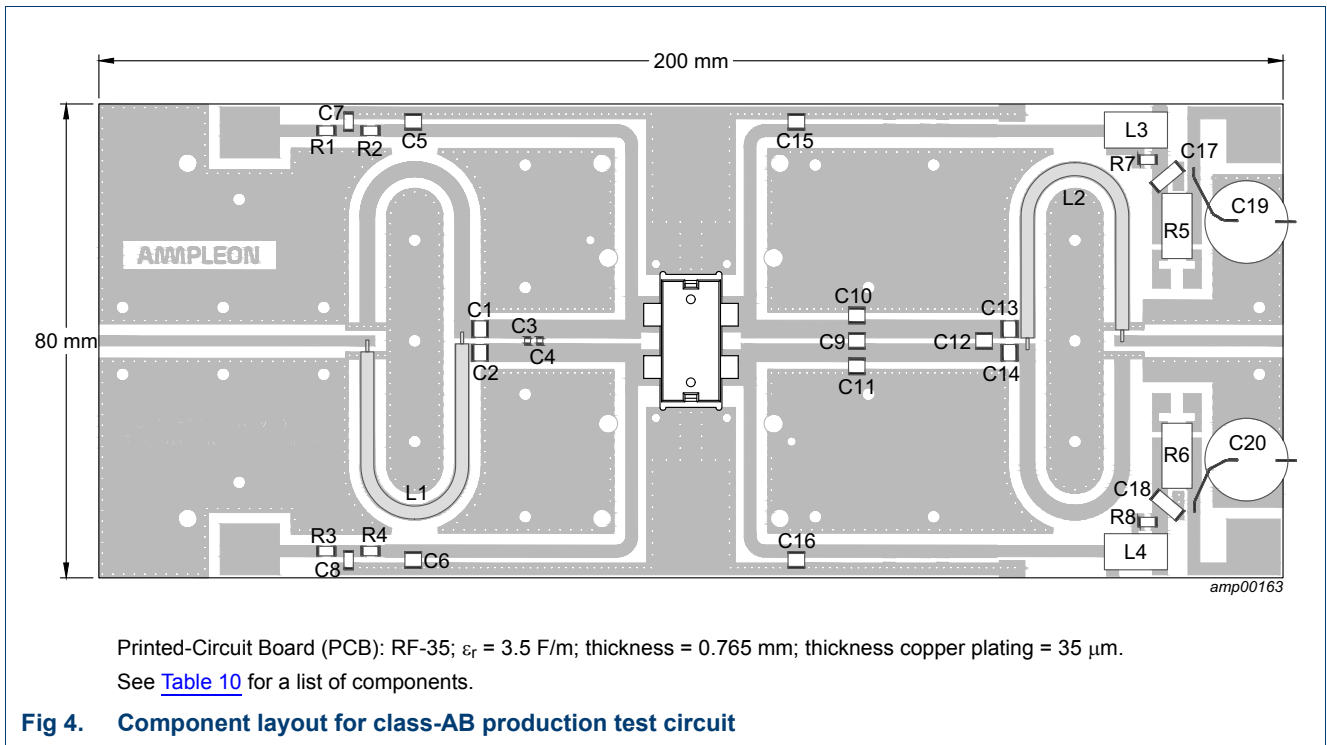 200 mm
80 mm
C7
R1
R2
C5
C15
L3
R7
C17
C19
R5
L2
AMPLEON
C1
C3
C4
C2
C10
C9
C11
C13
C12
C14
L1
R3
R4
C8
C6
C16
R6
C20
C18
R8
L4
amp00163
Printed-Circuit Board (PCB): RF-35; εr = 3.5 F/m; thickness = 0.765 mm; thickness copper plating = 35 μm.
See Table 10 for a list of components.
Fig 4. Component layout for class-AB production test circuit